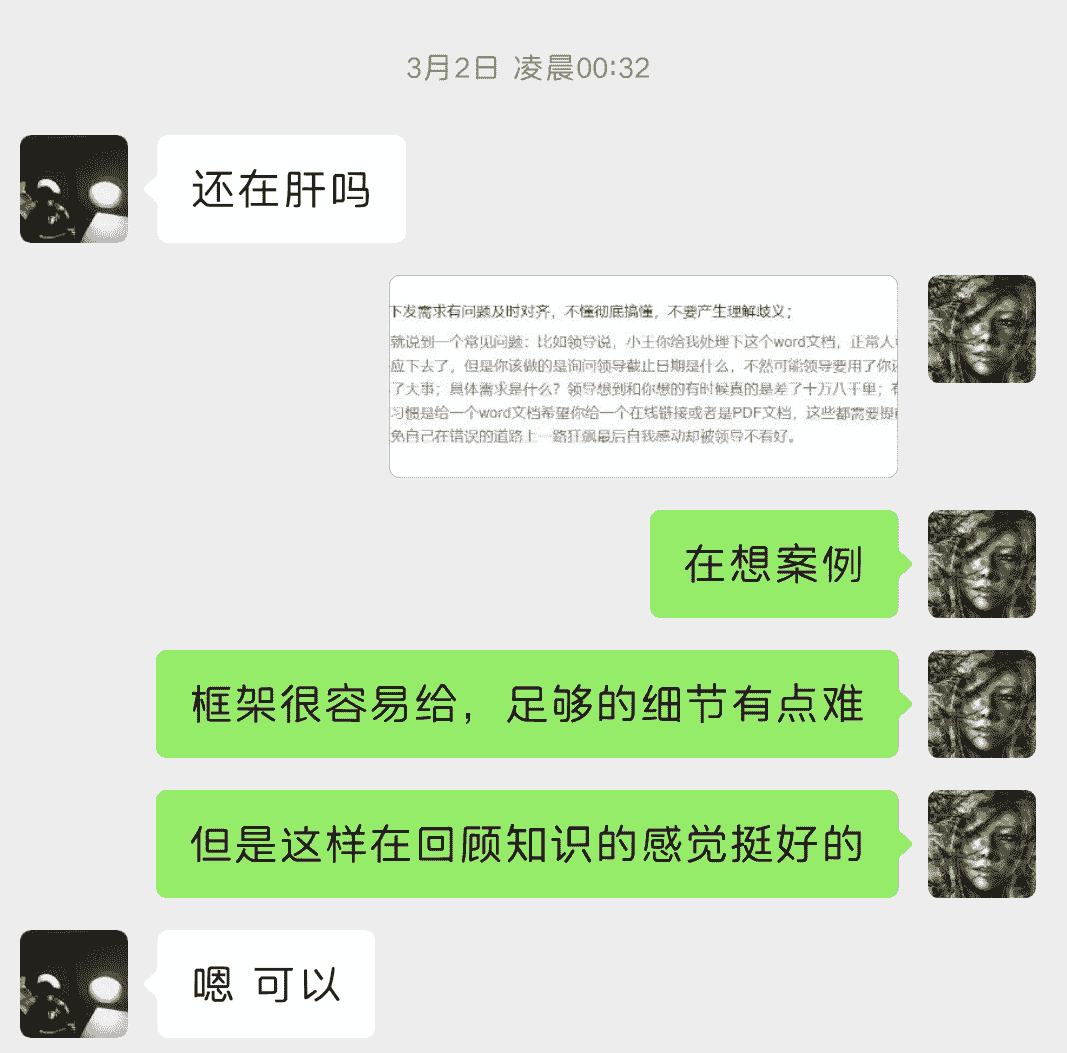 3月2日 凌晨00:32
还在肝吗
下发需求有问题及时对齐，不懂彻底搞懂，不要产生理解歧义；
就说到一个常见问题：比如领导说，小王你给我处理下这个word文档，正常人
应下去了，但是你该做的是询问领导截止日期是什么，不然可能领导要用了你
了大事；具体需求是什么？领导想到和你想的有时候真的是差了十万八千里；
习惯是给一个word文档希望你给一个在线链接或者是PDF文档，这些都需要提
免自己在错误的道路上一路狂飙最后自我感动却被领导不看好。
在想案例
框架很容易给，足够的细节有点难
但是这样在回顾知识的感觉挺好的
嗯 可以